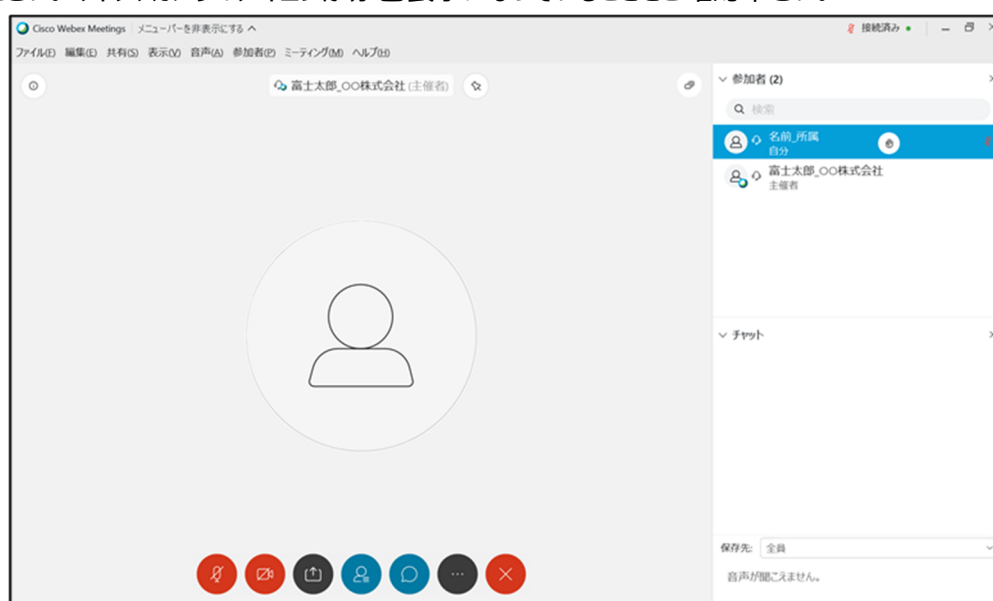 Cisco Webex Meetings メニューバーを非表示にする ヘ
接続済み
ファイル(F) 編集(E) 共有(S) 表示(V) 音声(A) 参加者(P) ミーティング(M) ヘルプ(H)
富士太郎_〇〇株式会社 (主催者)
参加者 (2)
検索
名前_所属
自分
富士太郎_〇〇株式会社
主催者
チャット
保存先: 全員
音声が聞こえません。